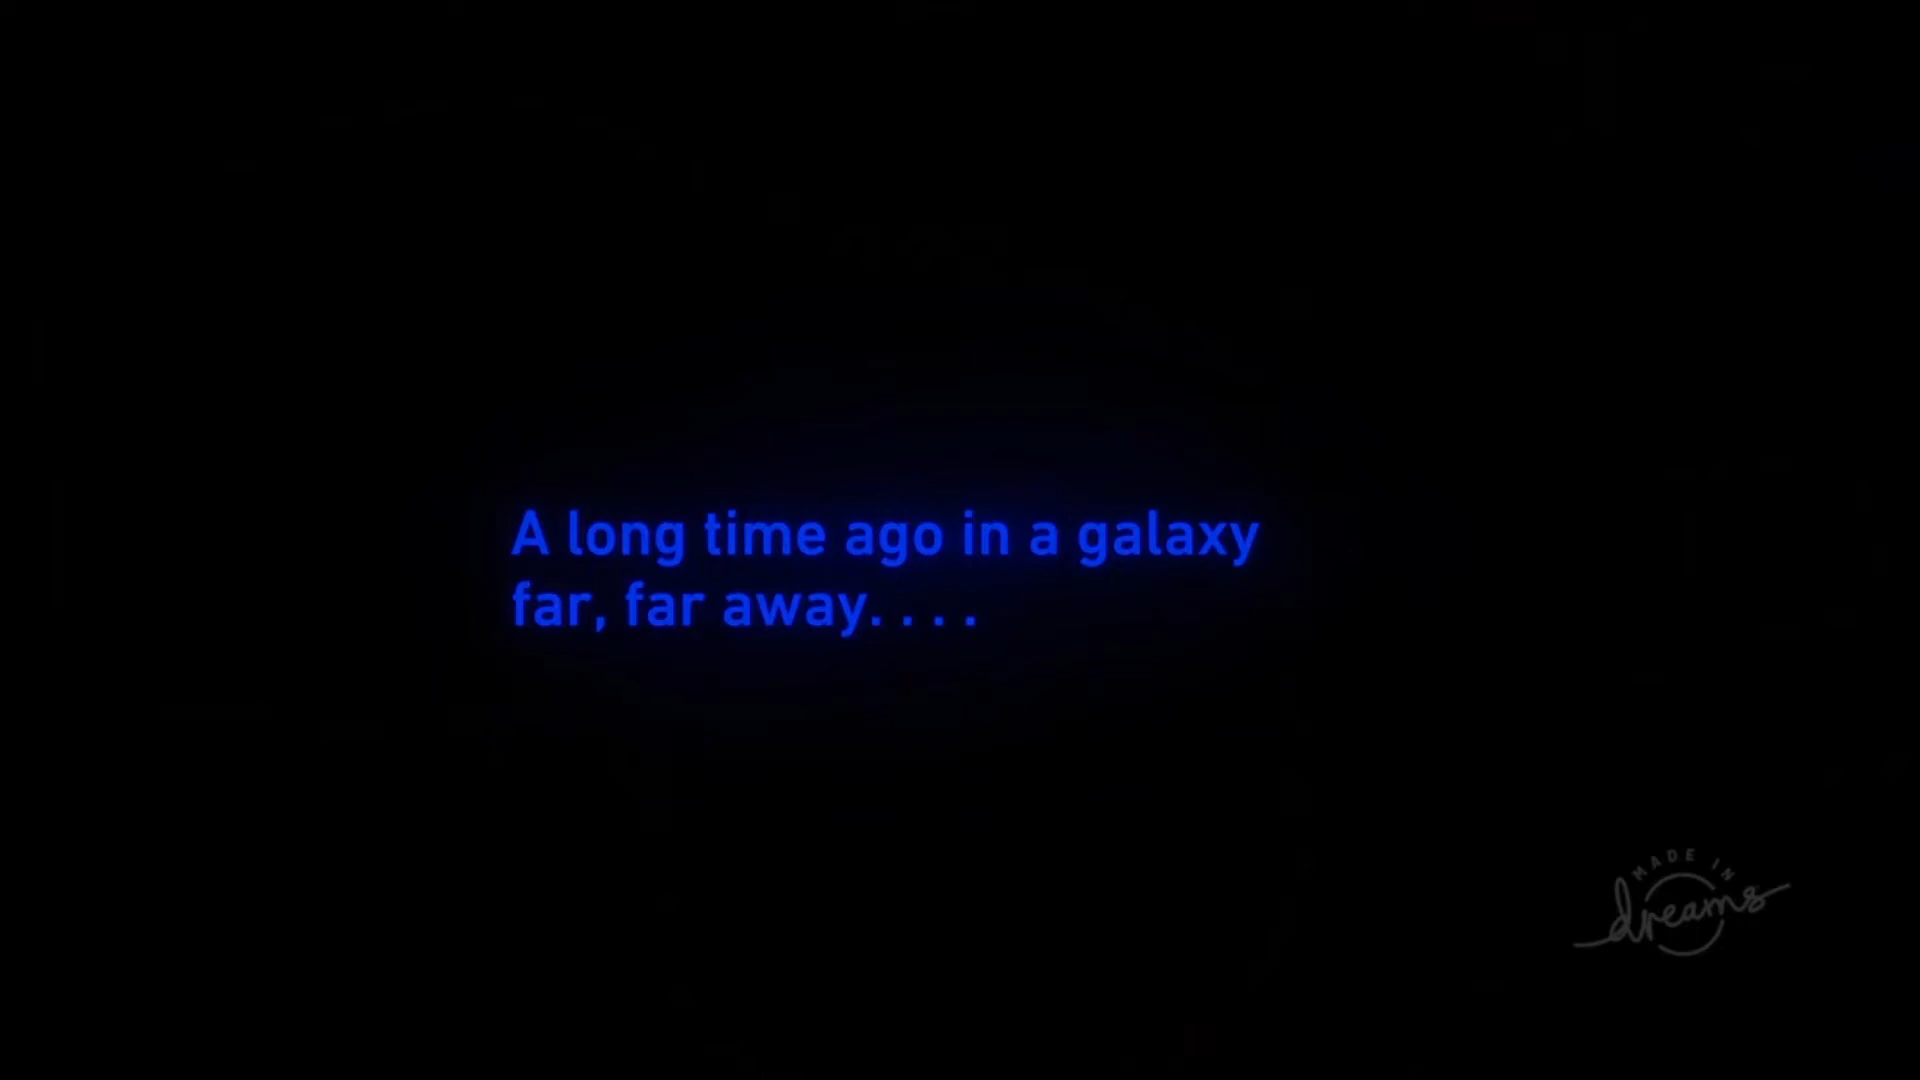 A long time ago in a galaxy
far, far away. . . .
MADE IN
dreams